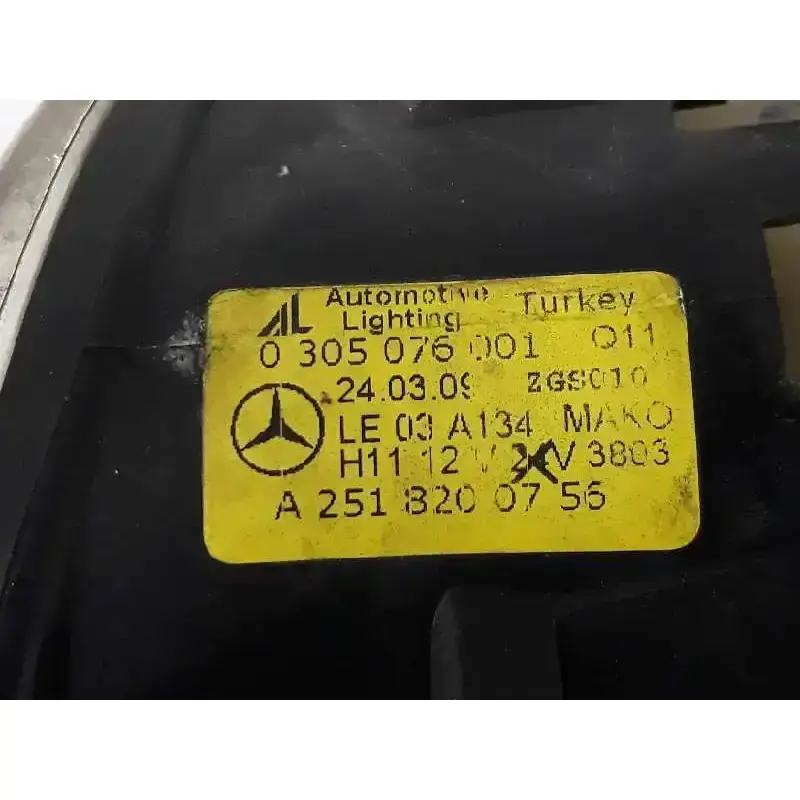 AL Automotive Lighting Turkey
0 305 076 001 Q11
24.03.09 ZGS010
LE 03 A134 MAKO
H11 12 V V 3803
A 251 820 07 56